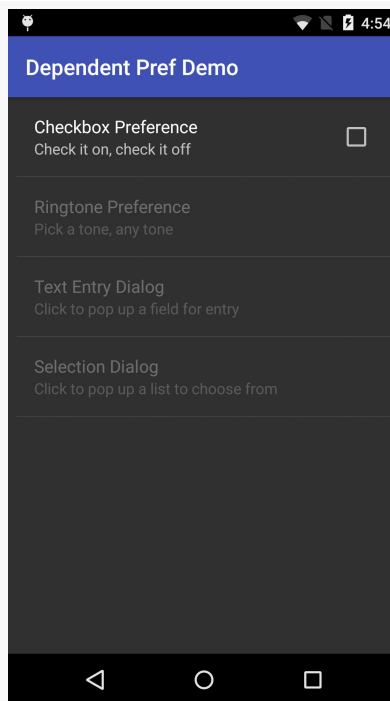 4:54
Dependent Pref Demo
Checkbox Preference
Check it on, check it off
Ringtone Preference
Pick a tone, any tone
Text Entry Dialog
Click to pop up a field for entry
Selection Dialog
Click to pop up a list to choose from